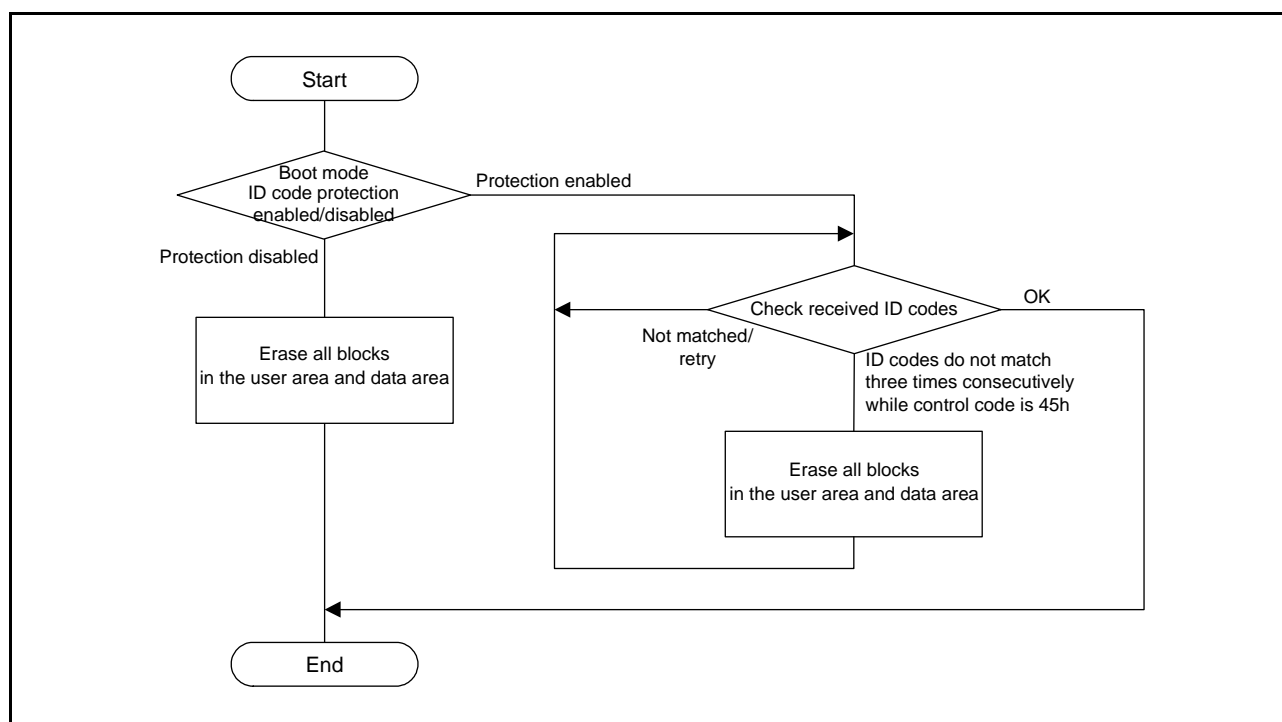 Start
Boot mode
ID code protection
enabled/disabled
Protection enabled
Protection disabled
Check received ID codes
OK
Not matched/
retry
ID codes do not match
three times consecutively
while control code is 45h
Erase all blocks
in the user area and data area
Erase all blocks
in the user area and data area
End